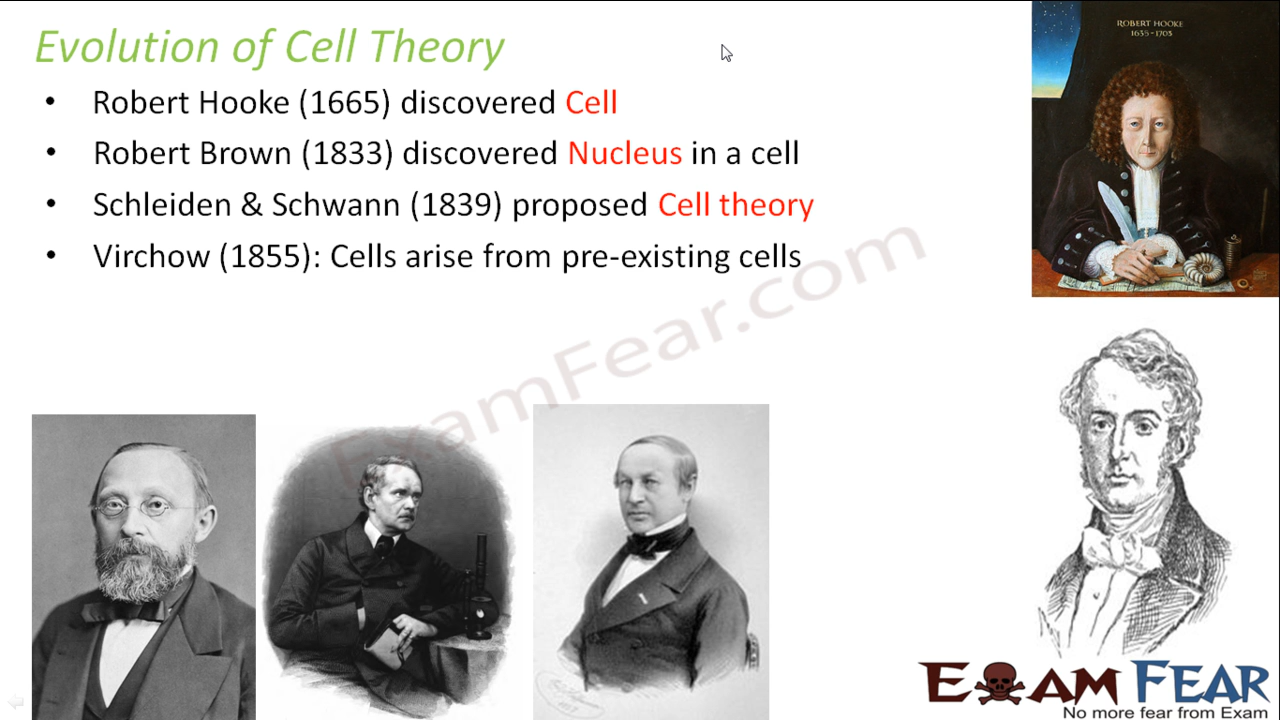 Evolution of Cell Theory
• Robert Hooke (1665) discovered Cell
• Robert Brown (1833) discovered Nucleus in a cell
• Schleiden & Schwann (1839) proposed Cell theory
• Virchow (1855): Cells arise from pre-existing cells
ROBERT HOOKE
1635-1703
ExamFear.com
EXAM FEAR
No more fear from Exam